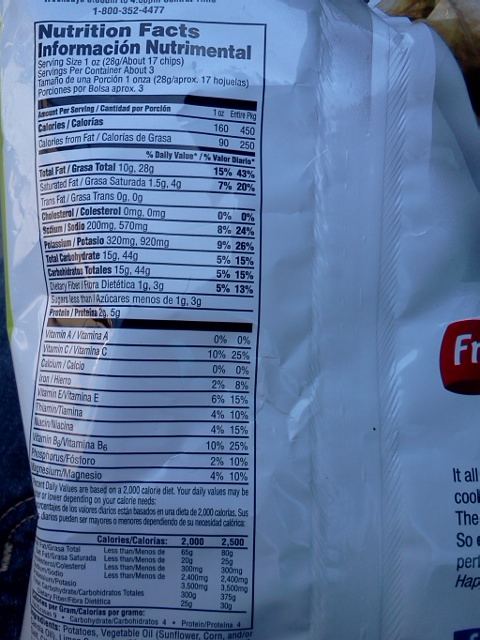 1-800-352-4477
Nutrition Facts
Información Nutrimental
Serving Size 1 oz (28g/About 17 chips)
Servings Per Container About 3
Tamaño de una Porción 1 onza (28g/aprox. 17 hojuelas)
Porciones por Bolsa aprox. 3
Amount Per Serving / Cantidad por Porción
1 oz Entire Pkg
Calories / Calorías 160 450
Calories from Fat / Calorías de Grasa 90 250
% Daily Value* / % Valor Diario*
Total Fat / Grasa Total 10g, 28g 15% 43%
Saturated Fat / Grasa Saturada 1.5g, 4g 7% 20%
Trans Fat / Grasa Trans 0g, 0g
Cholesterol / Colesterol 0mg, 0mg 0% 0%
Sodium / Sodio 200mg, 570mg 8% 24%
Potassium / Potasio 320mg, 920mg 9% 26%
Total Carbohydrate 15g, 44g 5% 15%
Carbohidratos Totales 15g, 44g 5% 15%
Dietary Fiber / Fibra Dietética 1g, 3g 5% 13%
Sugars less than / Azúcares menos de 1g, 3g
Protein / Proteína 2g, 5g
Vitamin A / Vitamina A 0% 0%
Vitamin C / Vitamina C 10% 25%
Calcium / Calcio 0% 0%
Iron / Hierro 2% 8%
Vitamin E/Vitamina E 6% 15%
Thiamin/Tiamina 4% 10%
Niacin/Niacina 4% 15%
Vitamin B6/Vitamina B6 10% 25%
Phosphorus/Fósforo 2% 10%
Magnesium/Magnesio 4% 10%
Daily Values are based on a 2,000 calorie diet. Your daily values may be
or lower depending on your calorie needs:
de valores diarios están basados en una dieta de 2,000 calorías. Sus
diarios pueden ser mayores o menores dependiendo de su necesidad calórica:
Calories/Calorías: 2,000 2,500
Fat/Grasa Total Less than/Menos de 65g 80g
Fat/Grasa Saturada Less than/Menos de 20g 25g
Less than/Menos de 300mg 300mg
Less than/Menos de 2,400mg 2,400mg
3,500mg 3,500mg
Carbohydrate/Carbohidratos Totales 300g 375g
Fiber/Fibra Dietética 25g 30g
per Gram/Calorías por gramo:
9 • Carbohydrate/Carbohidratos 4 • Protein/Proteína 4
Potatoes, Vegetable Oil (Sunflower, Corn, and/or
Fr
It all
The
So